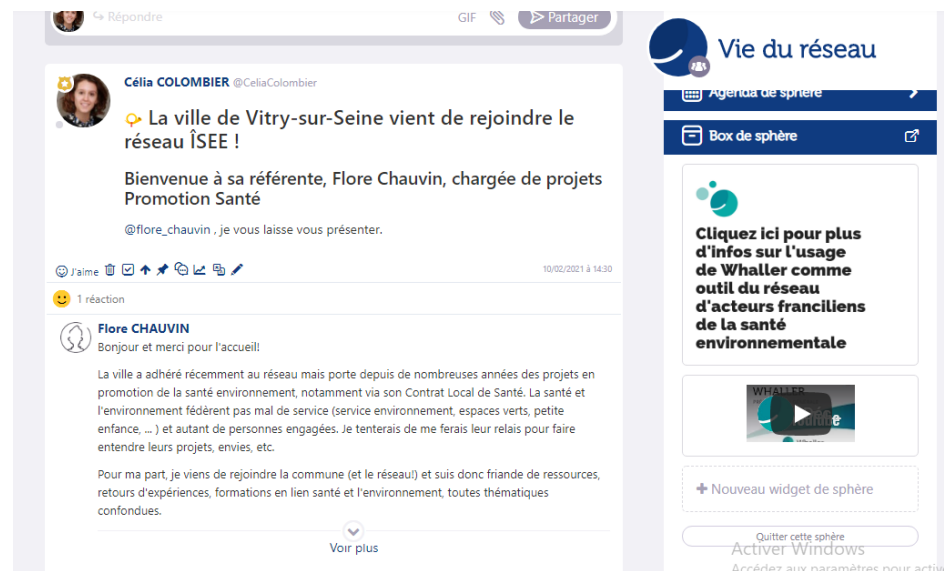 Répondre
GIF
Partager
Célia COLOMBIER @CeliaColombier
La ville de Vitry-sur-Seine vient de rejoindre le
réseau ÎSEE !
Bienvenue à sa référente, Flore Chauvin, chargée de projets
Promotion Santé
@flore_chauvin , je vous laisse vous présenter.
J'aime
10/02/2021 à 14:30
1 réaction
Flore CHAUVIN
Bonjour et merci pour l'accueil!
La ville a adhéré récemment au réseau mais porte depuis de nombreuses années des projets en
promotion de la santé environnement, notamment via son Contrat Local de Santé. La santé et
l'environnement fédèrent pas mal de service (service environnement, espaces verts, petite
enfance, ... ) et autant de personnes engagées. Je tenterais de me ferais leur relais pour faire
entendre leurs projets, envies, etc.
Pour ma part, je viens de rejoindre la commune (et le réseau!) et suis donc friande de ressources,
retours d'expériences, formations en lien santé et l'environnement, toutes thématiques
confondues.
Voir plus
Vie du réseau
Agenda de sphère
Box de sphère
Cliquez ici pour plus
d'infos sur l'usage
de Whaller comme
outil du réseau
d'acteurs franciliens
de la santé
environnementale
WHALLER
Whaller
+ Nouveau widget de sphère
Quitter cette sphère
Activer Windows
Accédez aux paramètres pour active